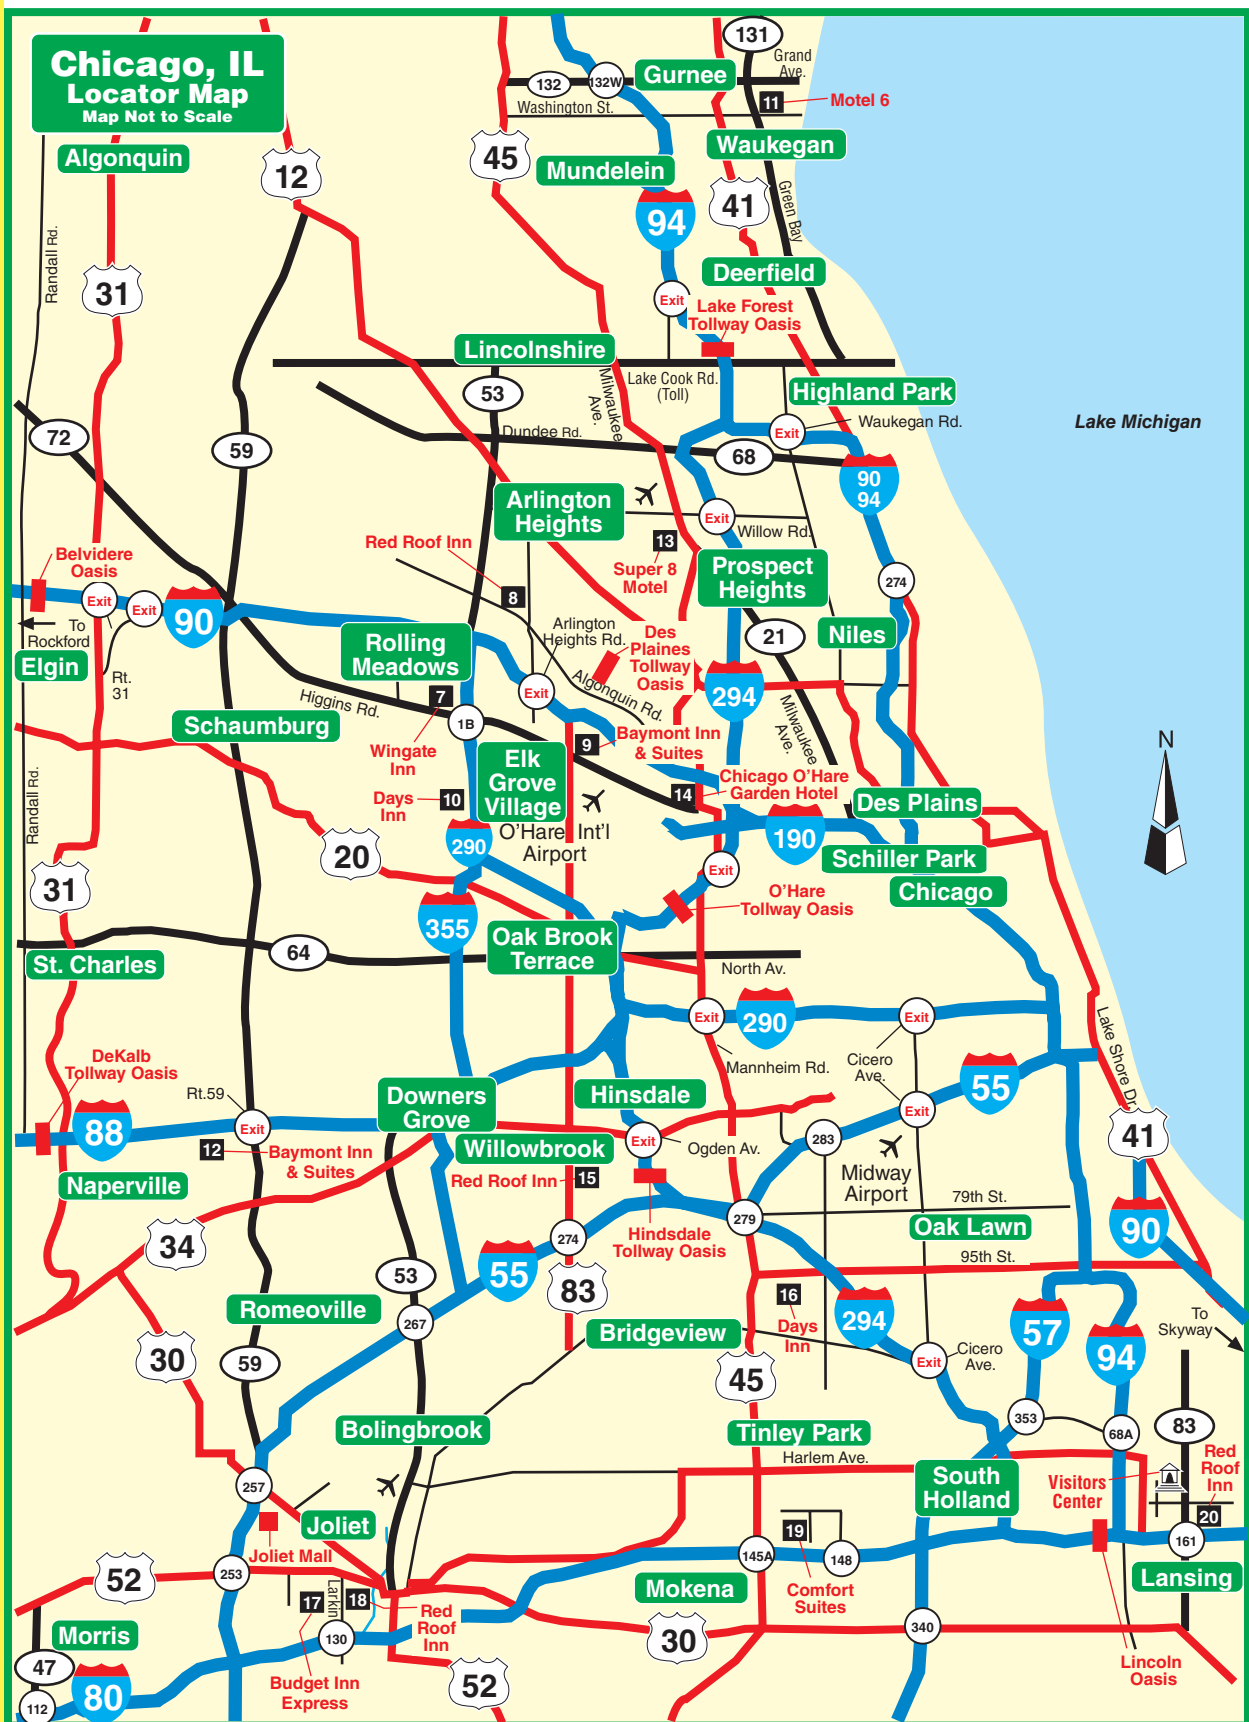 Chicago, IL
Locator Map
Map Not to Scale
131
Grand
Ave.
132
132W
Gurnee
Washington St.
11
Motel 6
Algonquin
12
45
Mundelein
Waukegan
94
41
Green Bay
Randall Rd.
31
Deerfield
Exit
Lake Forest
Tollway Oasis
Lincolnshire
Lake Cook Rd.
(Toll)
Milwaukee
Ave.
53
Highland Park
Waukegan Rd.
Exit
Lake Michigan
72
59
Dundee Rd.
68
90
94
Arlington
Heights
Exit
Willow Rd.
13
Super 8
Motel
Red Roof Inn
8
Prospect
Heights
274
Belvidere
Oasis
Exit
Exit
90
To
Rockford
Elgin
Rt.
31
Rolling
Meadows
Arlington
Heights Rd.
Des
Plaines
Tollway
Oasis
21
Niles
Exit
Algonquin Rd.
294
Higgins Rd.
7
1B
Schaumburg
Wingate
Inn
9
Baymont Inn
& Suites
Milwaukee
Ave.
N
Elk
Grove
Village
Days
Inn
10
14
Chicago O'Hare
Garden Hotel
Des Plains
Randall Rd.
O'Hare Int'l
Airport
290
190
Schiller Park
20
31
Exit
Chicago
O'Hare
Tollway Oasis
355
Oak Brook
Terrace
64
St. Charles
North Av.
Exit
290
Exit
Lake Shore Dr.
DeKalb
Tollway Oasis
Mannheim Rd.
Cicero
Ave.
55
Rt.59
Downers
Grove
Hinsdale
88
Exit
12
Baymont Inn
& Suites
Willowbrook
Exit
Ogden Av.
283
Exit
41
Midway
Airport
Naperville
Red Roof Inn
15
79th St.
279
Oak Lawn
90
34
274
Hindsdale
Tollway Oasis
95th St.
53
55
83
16
Days
Inn
294
Romeoville
267
Bridgeview
57
94
To
Skyway
30
59
45
Exit
Cicero
Ave.
353
68A
83
Bolingbrook
Tinley Park
Harlem Ave.
South
Holland
Visitors
Center
Red
Roof
Inn
20
257
Joliet
Joliet Mall
19
145A
148
161
52
253
Mokena
Comfort
Suites
Lansing
17
Larkin
18
Red
Roof
Inn
Morris
130
30
340
47
80
112
Budget Inn
Express
52
Lincoln
Oasis